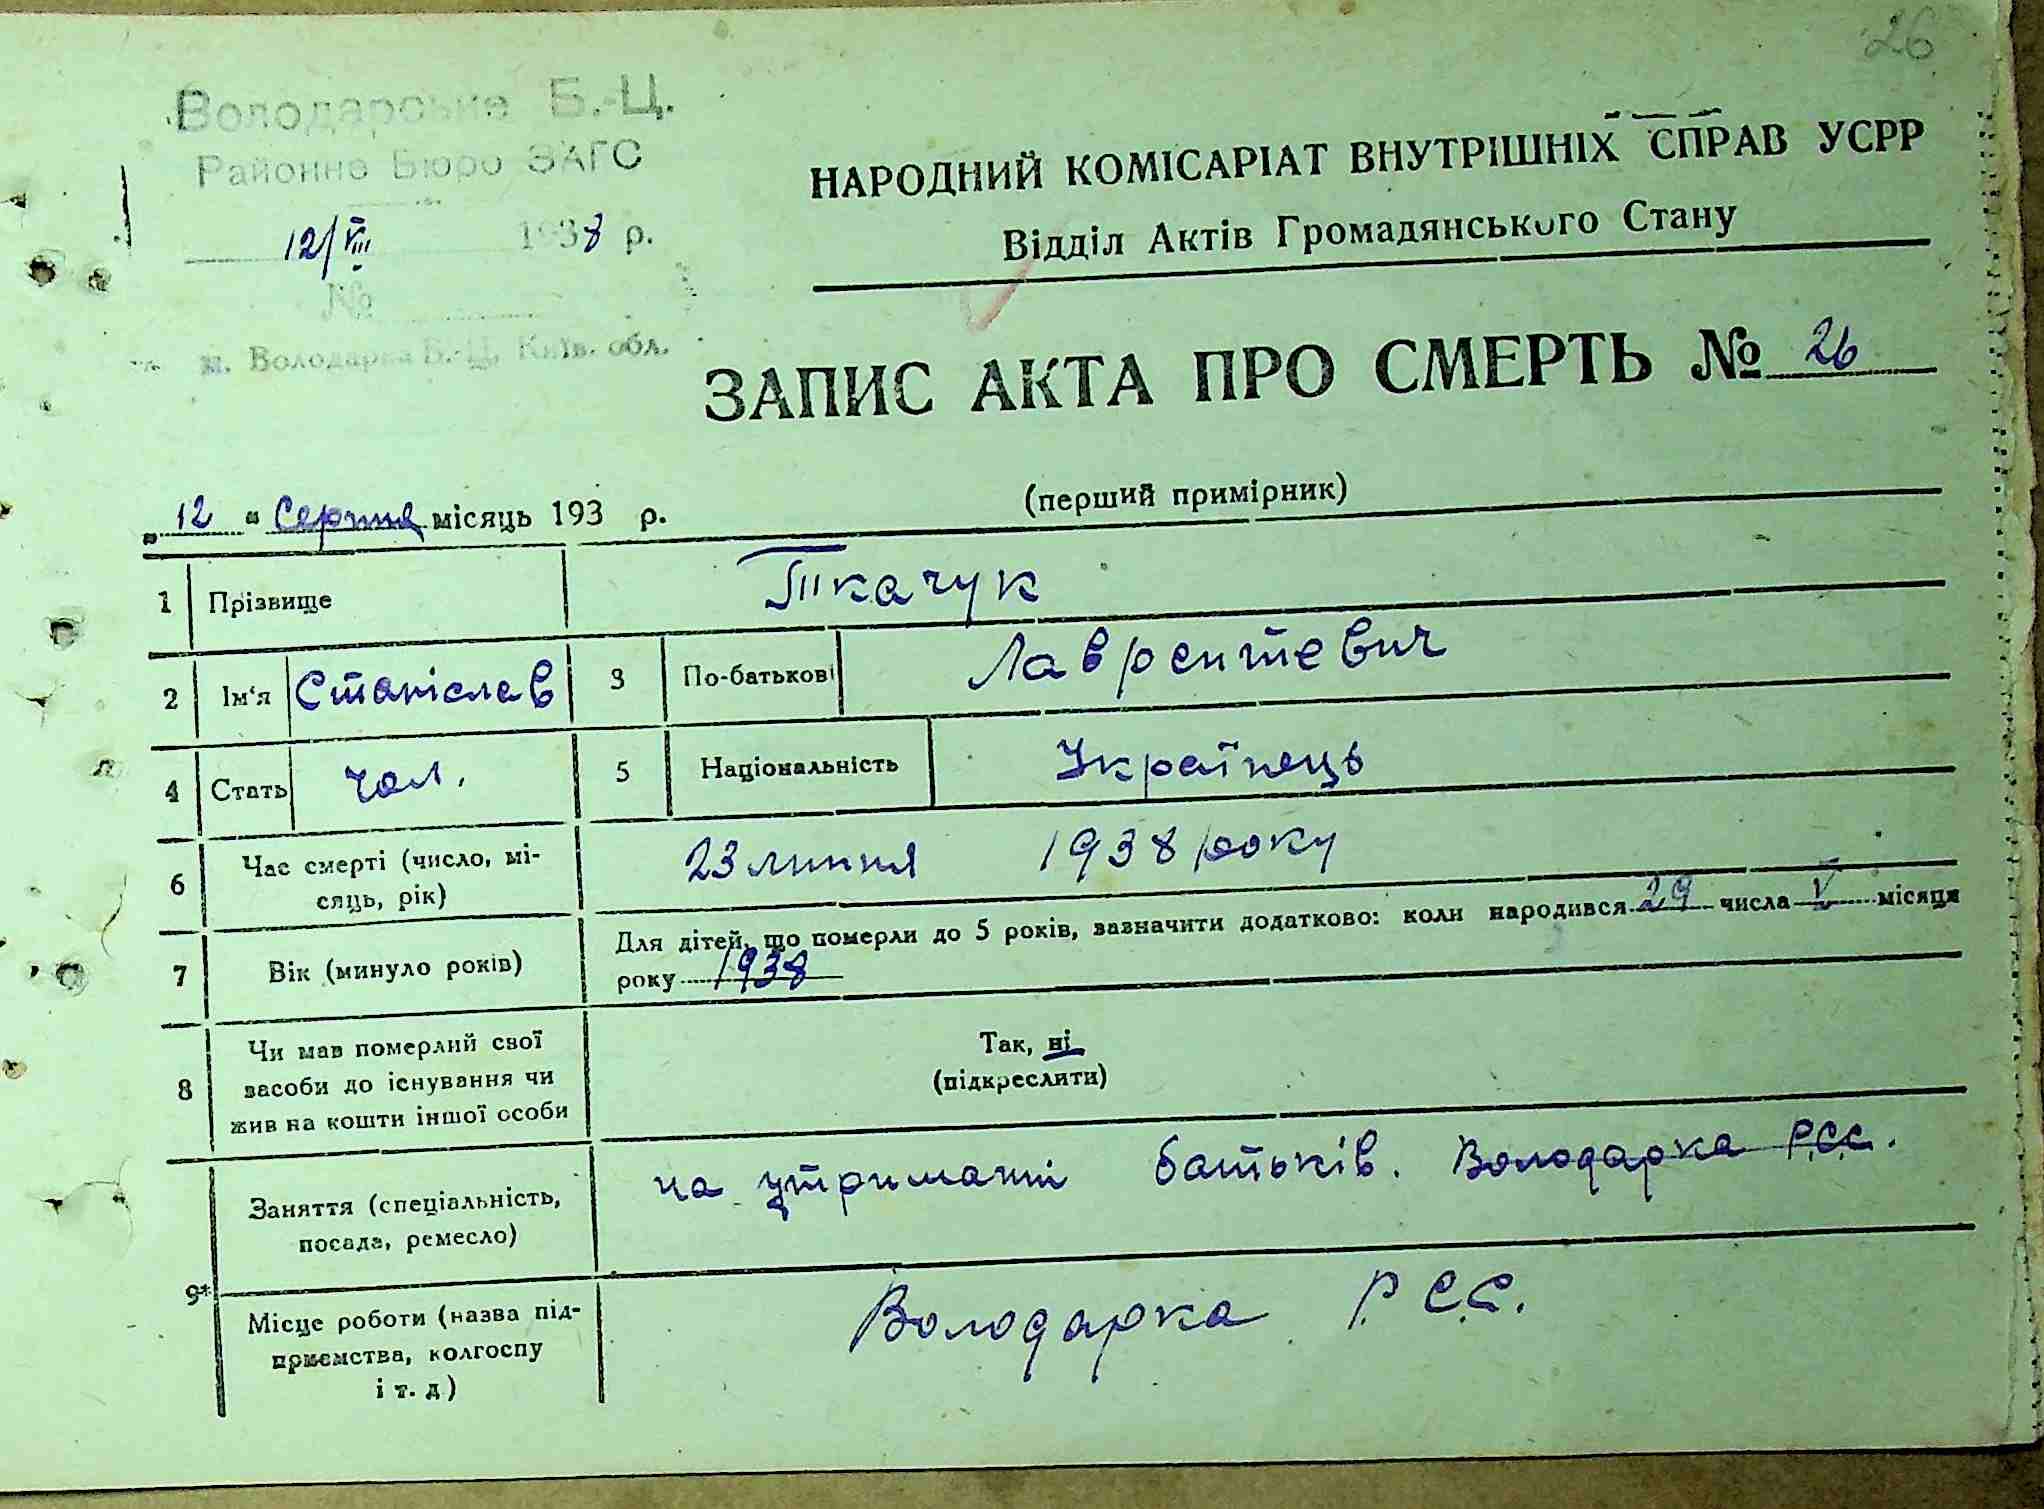 26
Володарське Б.-Ц.
Районне Бюро ЗАГС
12/VIII 1938 р.
№
м. Володарка Б.-Ц. Київ. обл.
НАРОДНИЙ КОМІСАРІАТ ВНУТРІШНІХ СПРАВ УСРР
Відділ Актів Громадянського Стану
ЗАПИС АКТА ПРО СМЕРТЬ № 26
(перший примірник)
„12“ Серпня місяць 193 р.
1 Прізвище Ткачук
2 Ім'я Станіслав 3 По-батькові Лаврентевич
4 Стать чол. 5 Національність Українець
6 Час смерті (число, мі-
сяць, рік) 23 липня 1938 року
7 Вік (минуло років) Для дітей, що померли до 5 років, зазначити додатково: коли народився 29 числа V місяця
року 1938
8 Чи мав померлий свої
засоби до існування чи
жив на кошти іншої особи
Так, ні
(підкреслити)
9*
Заняття (спеціальність,
посада, ремесло)
на утриманні батьків. Володарка Р.С.С.
Місце роботи (назва під-
приємства, колгоспу
і т. д)
Володарка Р.С.С.